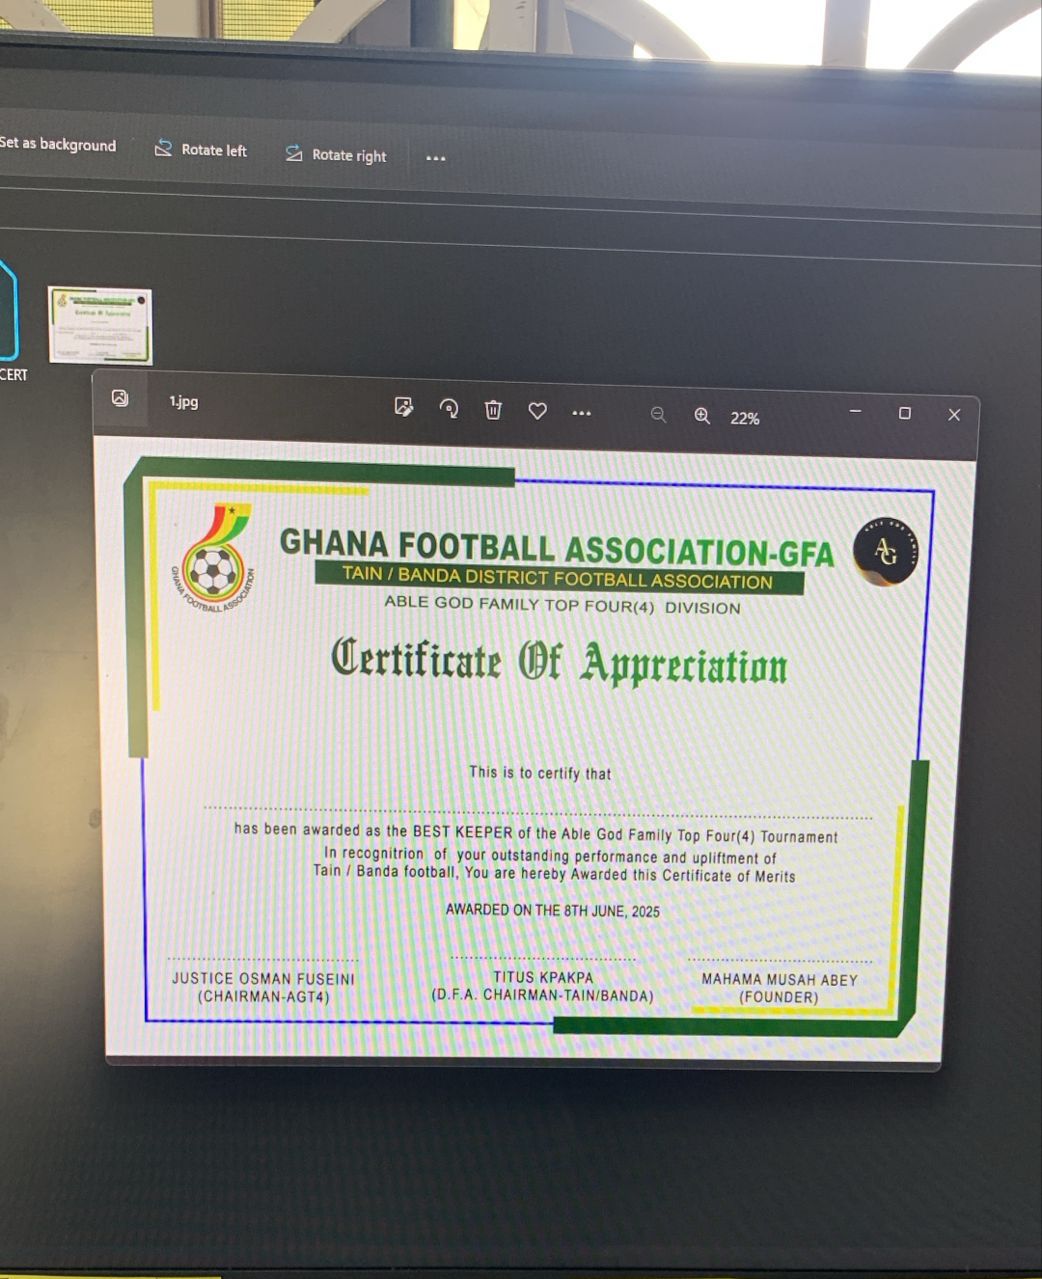 Set as background
Rotate left
Rotate right
CERT
1.jpg
22%
GHANA FOOTBALL ASSOCIATION
GHANA FOOTBALL ASSOCIATION-GFA
ABLE GOD FAMILY
AG
TAIN / BANDA DISTRICT FOOTBALL ASSOCIATION
ABLE GOD FAMILY TOP FOUR(4) DIVISION
Certificate Of Appreciation
This is to certify that
has been awarded as the BEST KEEPER of the Able God Family Top Four(4) Tournament
In recognitrion of your outstanding performance and upliftment of
Tain / Banda football, You are hereby Awarded this Certificate of Merits
AWARDED ON THE 8TH JUNE, 2025
JUSTICE OSMAN FUSEINI
(CHAIRMAN-AGT4)
TITUS KPAKPA
(D.F.A. CHAIRMAN-TAIN/BANDA)
MAHAMA MUSAH ABEY
(FOUNDER)